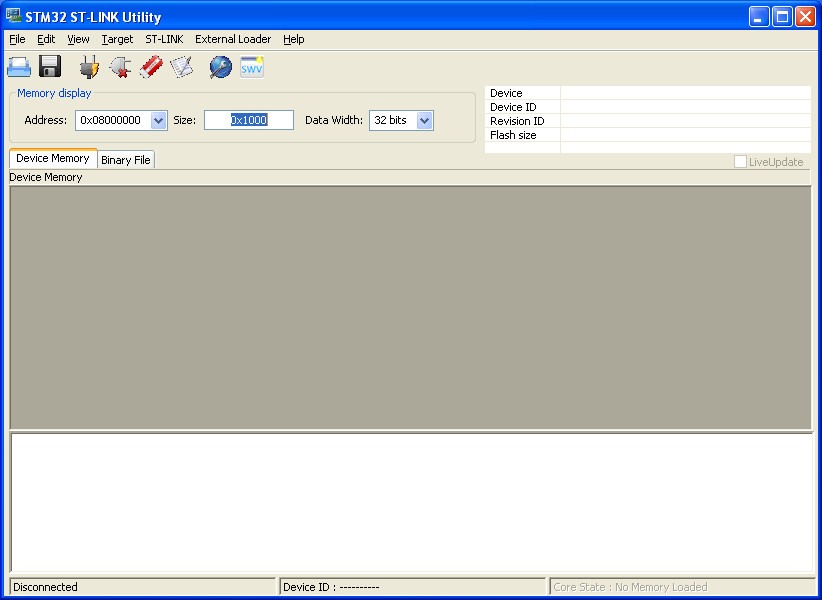 STM32 ST-LINK Utility
File Edit View Target ST-LINK External Loader Help
SWV
Memory display
Address: 0x08000000 Size: 0x1000 Data Width: 32 bits
Device
Device ID
Revision ID
Flash size
LiveUpdate
Device Memory Binary File
Device Memory
Disconnected Device ID : ---------- Core State : No Memory Loaded